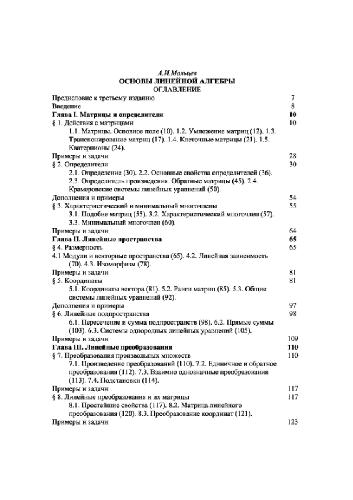 А.И.Мальцев
ОСНОВЫ ЛИНЕЙНОЙ АЛГЕБРЫ
ОГЛАВЛЕНИЕ
Предисловие к третьему изданию 7
Введение 8
Глава I. Матрицы и определители 10
§ 1. Действия с матрицами 10
1.1. Матрицы. Основное поле (10). 1.2. Умножение матриц (12). 1.3.
Транспонирование матриц (17). 1.4. Клеточные матрицы (21). 1.5.
Кватернионы (24).
Примеры и задачи 28
§ 2. Определители 30
2.1. Определение (30). 2.2. Основные свойства определителей (36).
2.3. Определитель произведения. Обратные матрицы (45). 2.4.
Крамеровские системы линейных уравнений (50).
Дополнения и примеры 54
§ 3. Характеристический и минимальный многочлены 55
3.1. Подобие матриц (55). 3.2. Характеристический многочлен (57).
3.3. Минимальный многочлен (60).
Примеры и задачи 64
Глава II. Линейные пространства 65
§ 4. Размерность 65
4.1 Модули и векторные пространства (65). 4.2. Линейная зависимость
(70). 4.3. Изоморфизм (78).
Примеры и задачи 81
§ 5. Координаты 81
5.1. Координаты вектора (81). 5.2. Ранги матриц (85). 5.3. Общие
системы линейных уравнений (92).
Дополнения и примеры 97
§ 6. Линейные подпространства 98
6.1. Пересечение и сумма подпространств (98). 6.2. Прямые суммы
(103). 6.3. Системы однородных линейных уравнений (105).
Примеры и задачи 109
Глава III. Линейные преобразования 110
§ 7. Преобразования произвольных множеств 110
7.1. Произведение преобразований (110). 7.2. Единичное и обратное
преобразования (112). 7.3. Взаимно однозначные преобразования
(113). 7.4. Подстановки (114).
Примеры и задачи 117
§ 8. Линейные преобразования и их матрицы 117
8.1. Простейшие свойства (117). 8.2. Матрица линейного
преобразования (120). 8.3. Преобразование координат (121).
Примеры и задачи 123